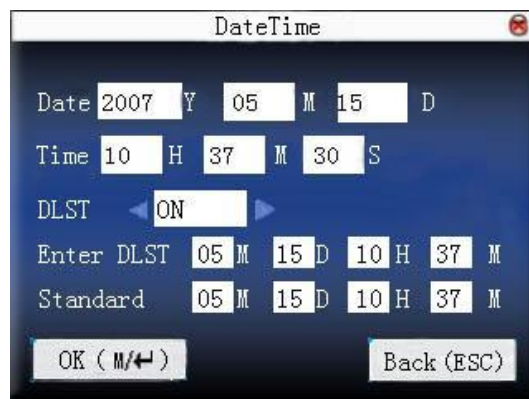 DateTime
Date 2007 Y 05 M 15 D
Time 10 H 37 M 30 S
DLST ON
Enter DLST 05 M 15 D 10 H 37 M
Standard 05 M 15 D 10 H 37 M
OK (M/↵) Back (ESC)